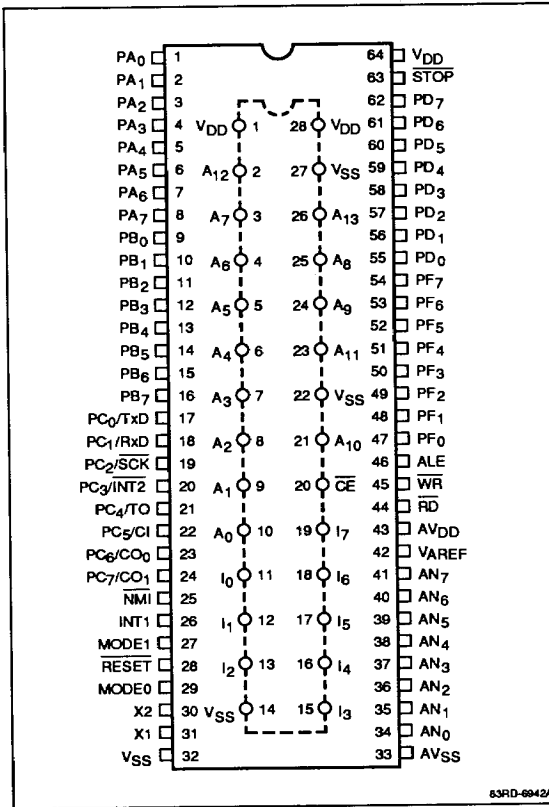 PA0 1 64 VDD
PA1 2 63 STOP
PA2 3 62 PD7
PA3 4 VDD 1 28 VDD 61 PD6
PA4 5 60 PD5
PA5 6 A12 2 27 VSS 59 PD4
PA6 7 58 PD3
PA7 8 A7 3 26 A13 57 PD2
PB0 9 56 PD1
PB1 10 A6 4 25 A8 55 PD0
PB2 11 54 PF7
PB3 12 A5 5 24 A9 53 PF6
PB4 13 52 PF5
PB5 14 A4 6 23 A11 51 PF4
PB6 15 50 PF3
PB7 16 A3 7 22 VSS 49 PF2
PC0/TxD 17 48 PF1
PC1/RxD 18 A2 8 21 A10 47 PF0
PC2/SCK 19 46 ALE
PC3/INT2 20 A1 9 20 CE 45 WR
PC4/TO 21 44 RD
PC5/CI 22 A0 10 19 I7 43 AVDD
PC6/CO0 23 42 VAREF
PC7/CO1 24 I0 11 18 I6 41 AN7
NMI 25 40 AN6
INT1 26 I1 12 17 I5 39 AN5
MODE1 27 38 AN4
RESET 28 I2 13 16 I4 37 AN3
MODE0 29 36 AN2
X2 30 VSS 14 15 I3 35 AN1
X1 31 34 AN0
VSS 32 33 AVSS
83RD-6942A